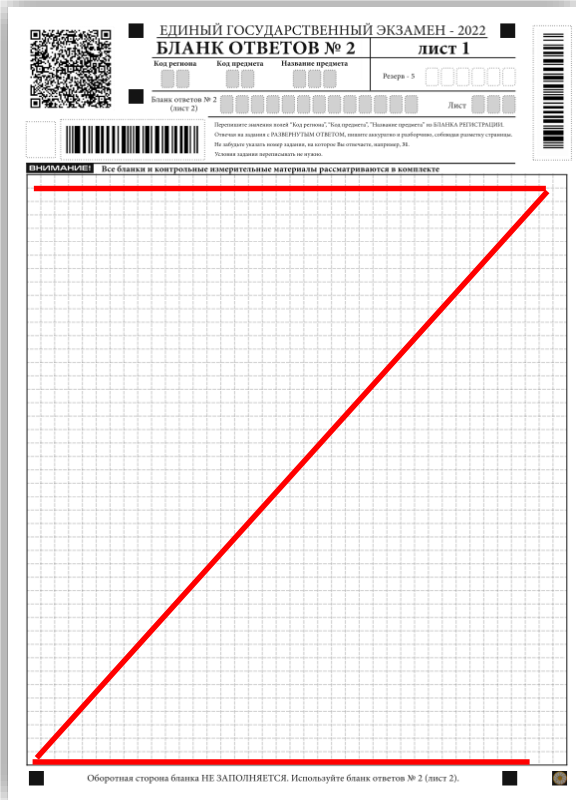 ЕДИНЫЙ ГОСУДАРСТВЕННЫЙ ЭКЗАМЕН - 2022
БЛАНК ОТВЕТОВ № 2 лист 1
Код региона Код предмета Название предмета
Резерв - 5
Бланк ответов № 2 (лист 2) Лист
Перепишите значения полей "Код региона", "Код предмета", "Название предмета" из БЛАНКА РЕГИСТРАЦИИ.
Отвечая на задания с РАЗВЕРНУТЫМ ОТВЕТОМ, пишите аккуратно и разборчиво, соблюдая разметку страницы.
Не забудьте указать номер задания, на которое Вы отвечаете, например, 31.
Условия задания переписывать не нужно.
ВНИМАНИЕ! Все бланки и контрольные измерительные материалы рассматриваются в комплекте
Оборотная сторона бланка НЕ ЗАПОЛНЯЕТСЯ. Используйте бланк ответов № 2 (лист 2).